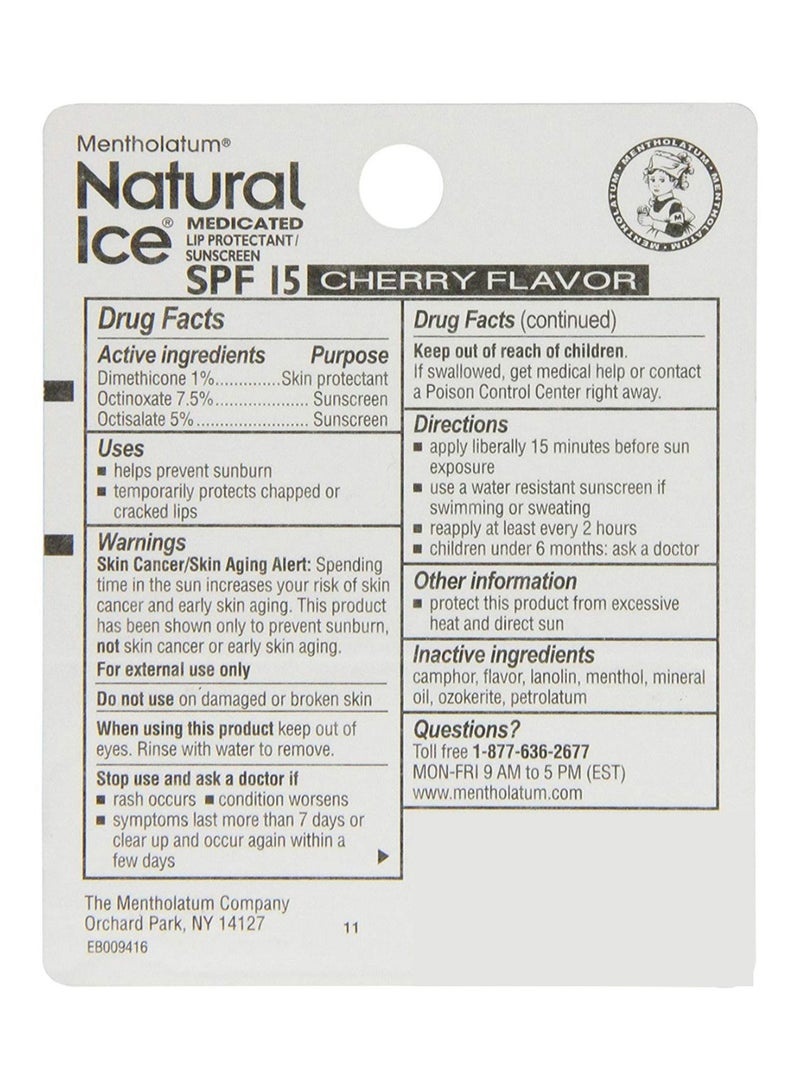 Mentholatum®
Natural
Ice® MEDICATED
LIP PROTECTANT/
SUNSCREEN
SPF 15 CHERRY FLAVOR
MENTHOLATUM • MENTHOLATUM • MENTHOLATUM •
M
Drug Facts
Active ingredients Purpose
Dimethicone 1%.............Skin protectant
Octinoxate 7.5%................... Sunscreen
Octisalate 5%....................... Sunscreen
Uses
■ helps prevent sunburn
■ temporarily protects chapped or
cracked lips
Warnings
Skin Cancer/Skin Aging Alert: Spending
time in the sun increases your risk of skin
cancer and early skin aging. This product
has been shown only to prevent sunburn,
not skin cancer or early skin aging.
For external use only
Do not use on damaged or broken skin
When using this product keep out of
eyes. Rinse with water to remove.
Stop use and ask a doctor if
■ rash occurs ■ condition worsens
■ symptoms last more than 7 days or
clear up and occur again within a
few days
Drug Facts (continued)
Keep out of reach of children.
If swallowed, get medical help or contact
a Poison Control Center right away.
Directions
■ apply liberally 15 minutes before sun
exposure
■ use a water resistant sunscreen if
swimming or sweating
■ reapply at least every 2 hours
■ children under 6 months: ask a doctor
Other information
■ protect this product from excessive
heat and direct sun
Inactive ingredients
camphor, flavor, lanolin, menthol, mineral
oil, ozokerite, petrolatum
Questions?
Toll free 1-877-636-2677
MON-FRI 9 AM to 5 PM (EST)
www.mentholatum.com
The Mentholatum Company
Orchard Park, NY 14127
11
EB009416